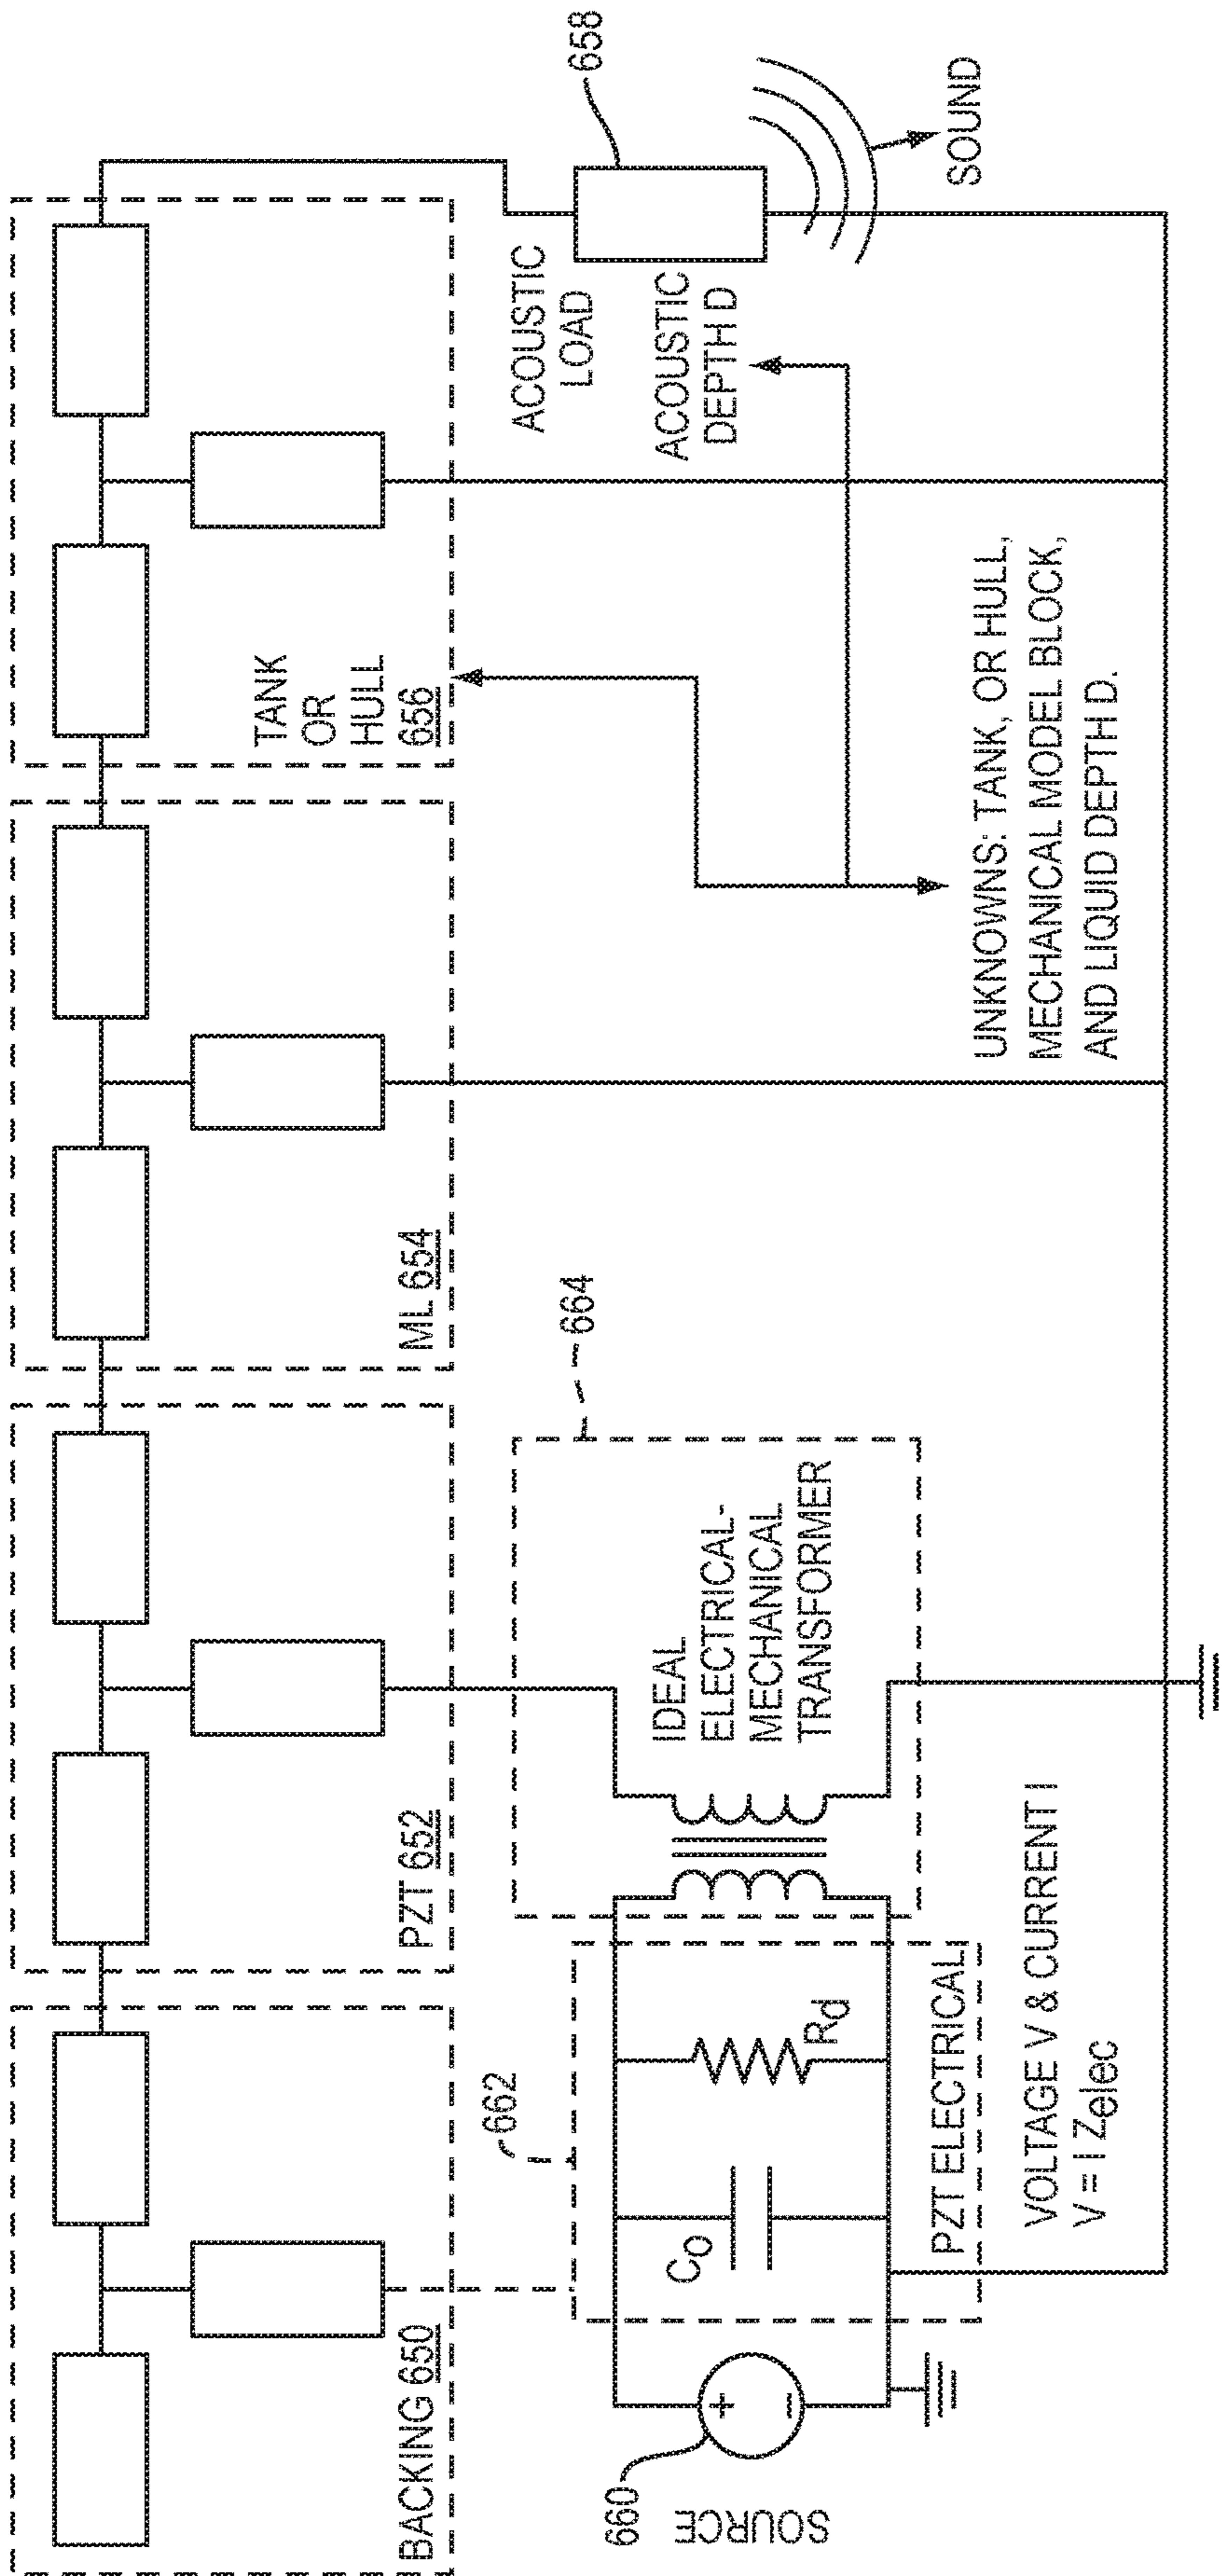 BACKING 650
PZT 652
ML 654
TANK
OR
HULL
656
658
ACOUSTIC
LOAD
ACOUSTIC
DEPTH D
SOUND
662
664
660
SOURCE
C0
Rd
PZT ELECTRICAL
IDEAL
ELECTRICAL-
MECHANICAL
TRANSFORMER
VOLTAGE V & CURRENT I
V = I Zelec
UNKNOWNS: TANK, OR HULL,
MECHANICAL MODEL BLOCK,
AND LIQUID DEPTH D.
+
–